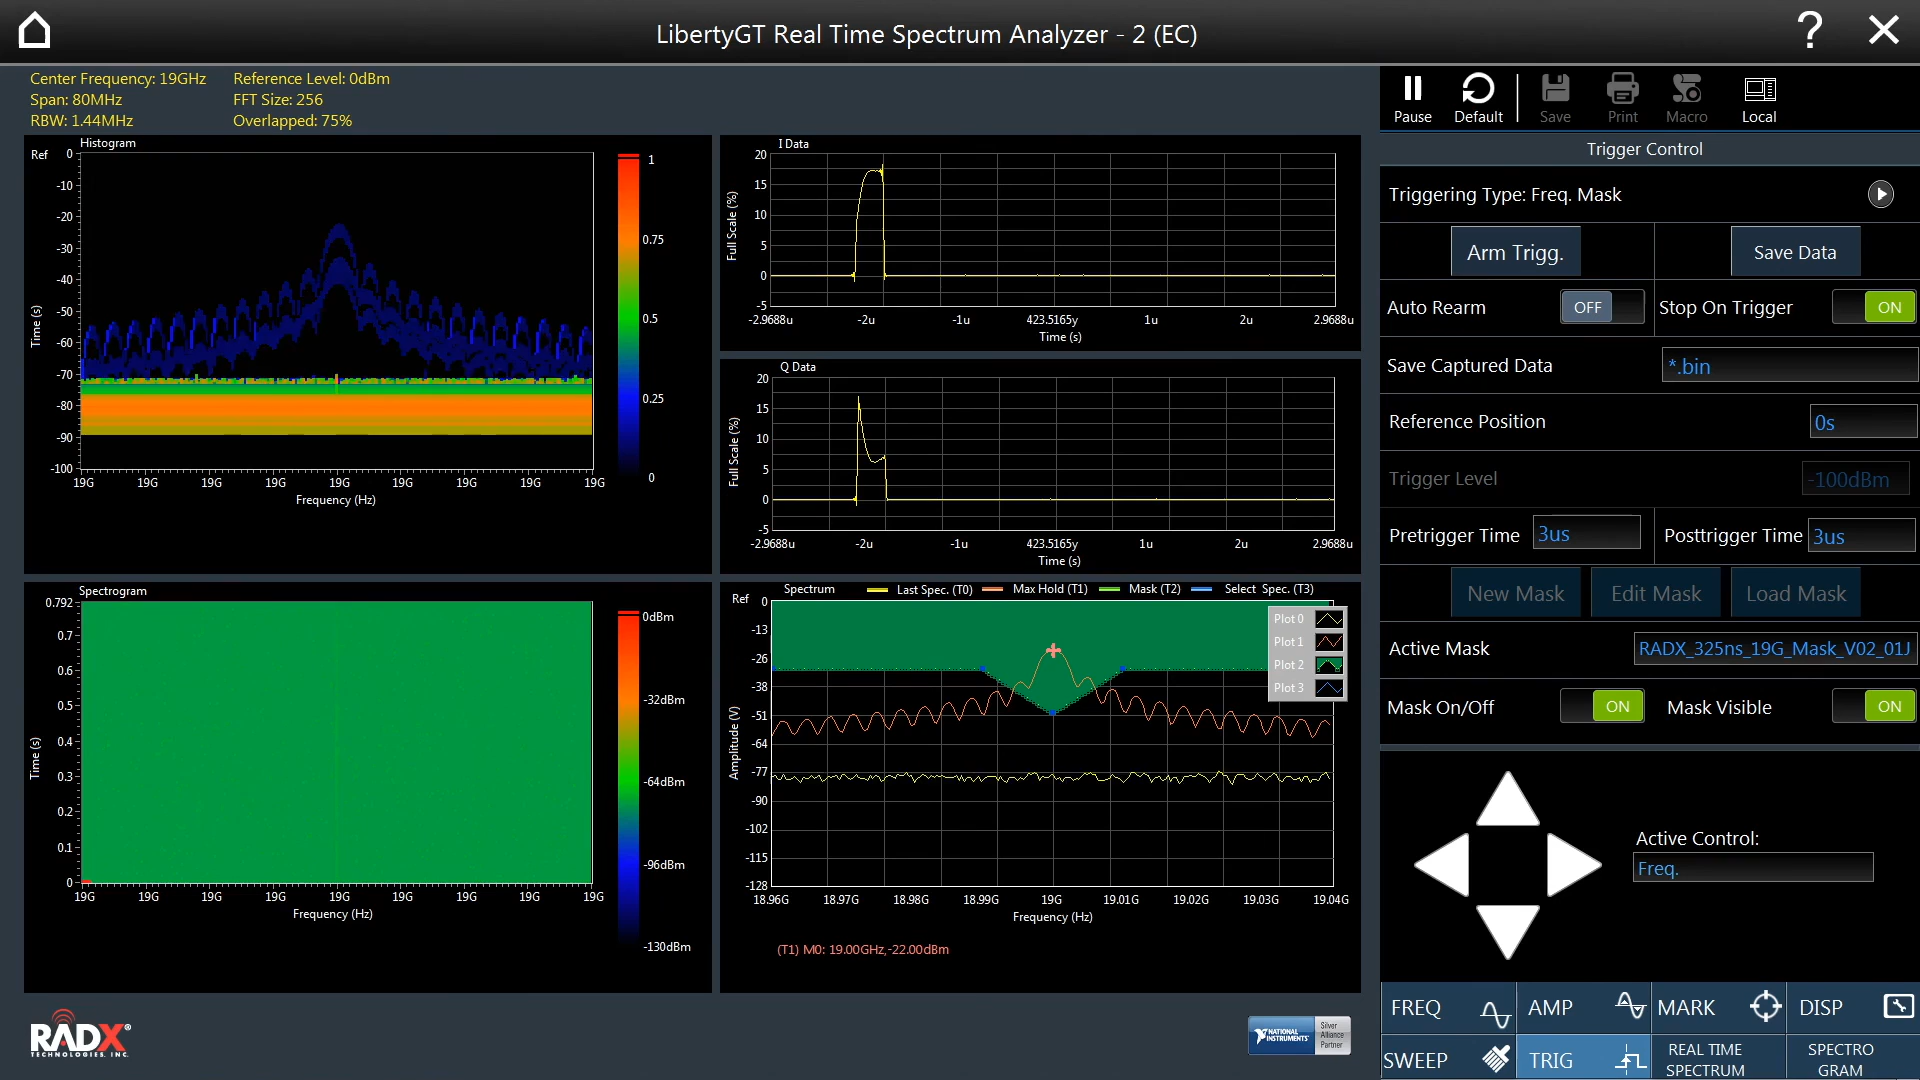 LibertyGT Real Time Spectrum Analyzer - 2 (EC)
?
Center Frequency: 19GHz
Span: 80MHz
RBW: 1.44MHz
Reference Level: 0dBm
FFT Size: 256
Overlapped: 75%
Histogram
Ref
0
-10
-20
-30
-40
-50
-60
-70
-80
-90
-100
Time (s)
19G 19G 19G 19G 19G 19G 19G 19G 19G
Frequency (Hz)
1
0.75
0.5
0.25
0
I Data
Full Scale (%)
20
15
10
5
0
-5
-2.9688u -2u -1u 423.5165y 1u 2u 2.9688u
Time (s)
Q Data
Full Scale (%)
20
15
10
5
0
-5
-2.9688u -2u -1u 423.5165y 1u 2u 2.9688u
Time (s)
Spectrogram
Time (s)
0.792
0.7
0.6
0.5
0.4
0.3
0.2
0.1
0
19G 19G 19G 19G 19G 19G 19G 19G 19G
Frequency (Hz)
0dBm
-32dBm
-64dBm
-96dBm
-130dBm
Spectrum Last Spec. (T0) Max Hold (T1) Mask (T2) Select Spec. (T3)
Ref
0
-13
-26
-38
-51
-64
-77
-90
-102
-115
-128
Amplitude (V)
Plot 0
Plot 1
Plot 2
Plot 3
18.96G 18.97G 18.98G 18.99G 19G 19.01G 19.02G 19.03G 19.04G
Frequency (Hz)
(T1) M0: 19.00GHz,-22.00dBm
RADX®
TECHNOLOGIES, INC.
NATIONAL INSTRUMENTS
Silver
Alliance
Partner
Pause Default Save Print Macro Local
Trigger Control
Triggering Type: Freq. Mask
Arm Trigg. Save Data
Auto Rearm OFF Stop On Trigger ON
Save Captured Data *.bin
Reference Position 0s
Trigger Level -100dBm
Pretrigger Time 3us Posttrigger Time 3us
New Mask Edit Mask Load Mask
Active Mask RADX_325ns_19G_Mask_V02_01J
Mask On/Off ON Mask Visible ON
Active Control:
Freq.
FREQ AMP MARK DISP
SWEEP TRIG REAL TIME SPECTRUM SPECTRO GRAM